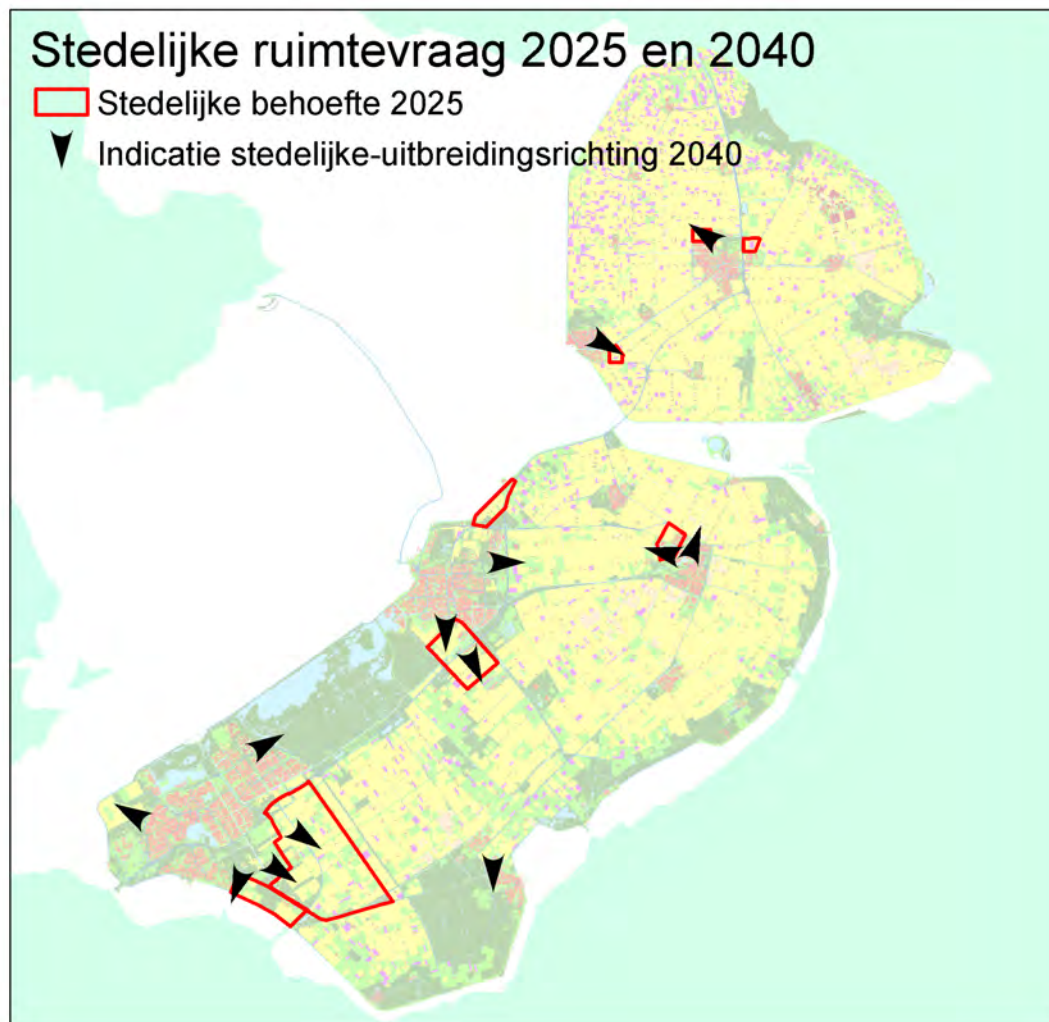 Stedelijke ruimtevraag 2025 en 2040
Stedelijke behoefte 2025
Indicatie stedelijke-uitbreidingsrichting 2040